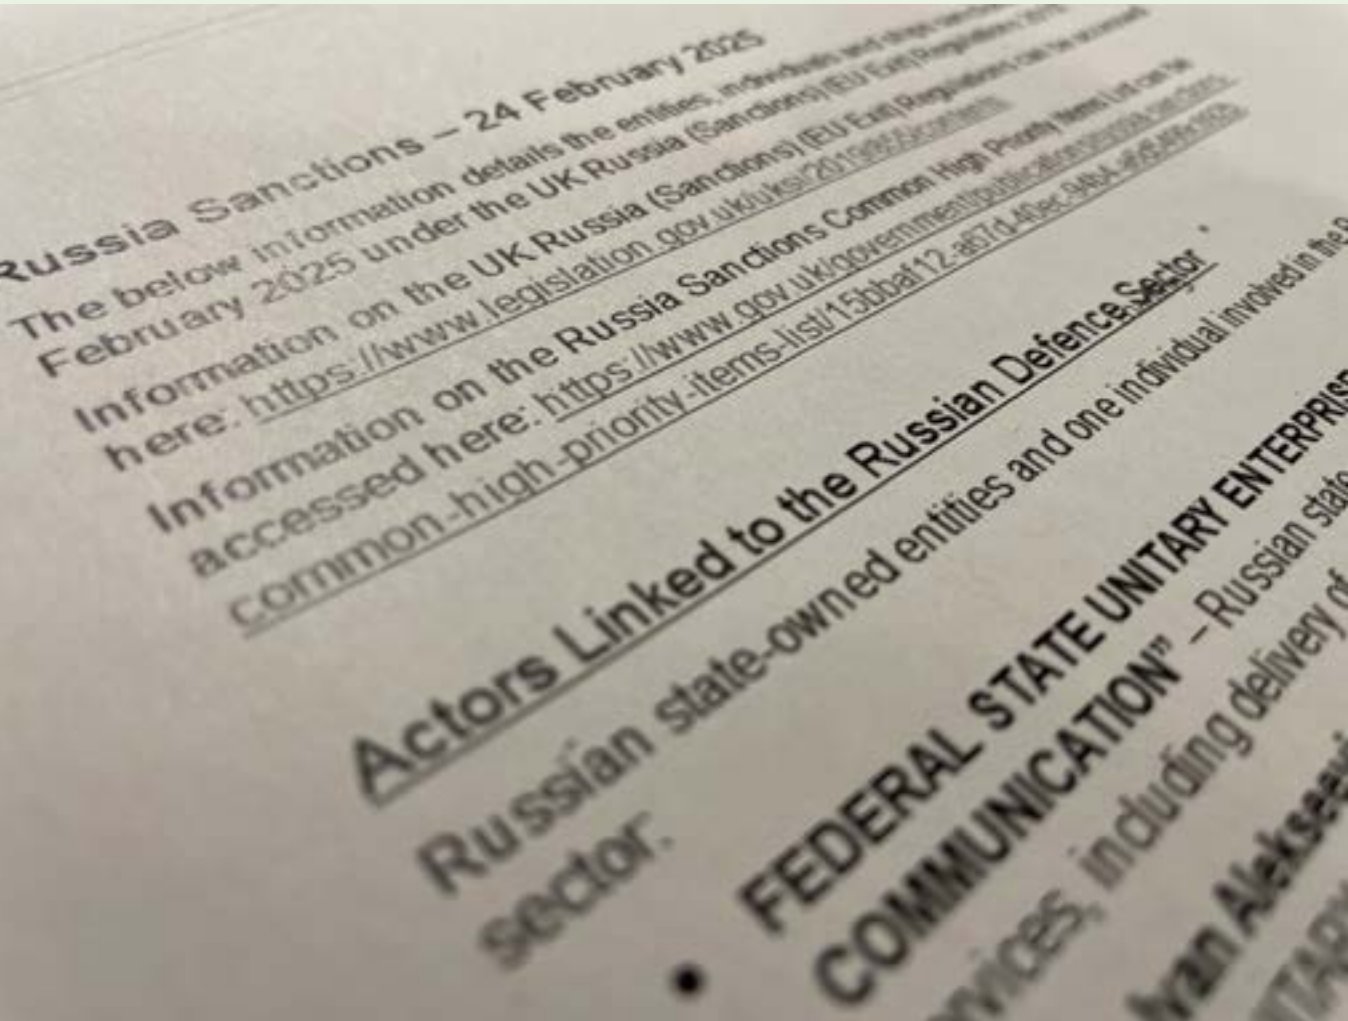 Russia Sanctions – 24 February 2025
The below information details the entities, individuals and ships
February 2025 under the UK Russia (Sanctions) (EU Exit) Regulations 2019.
Information on the UK Russia (Sanctions) (EU Exit) Regulations can be accessed
here: https://www.legislation.gov.uk/uksi/2019/855/contents
Information on the Russia Sanctions Common High Priority Items List can be
accessed here: https://www.gov.uk/government/publications/russia-sanctions-
common-high-priority-items-list/
Actors Linked to the Russian Defence Sector
Russian state-owned entities and one individual involved in the
sector:
• FEDERAL STATE UNITARY ENTERPRISE
COMMUNICATION” – Russian state
including delivery of
Ivan